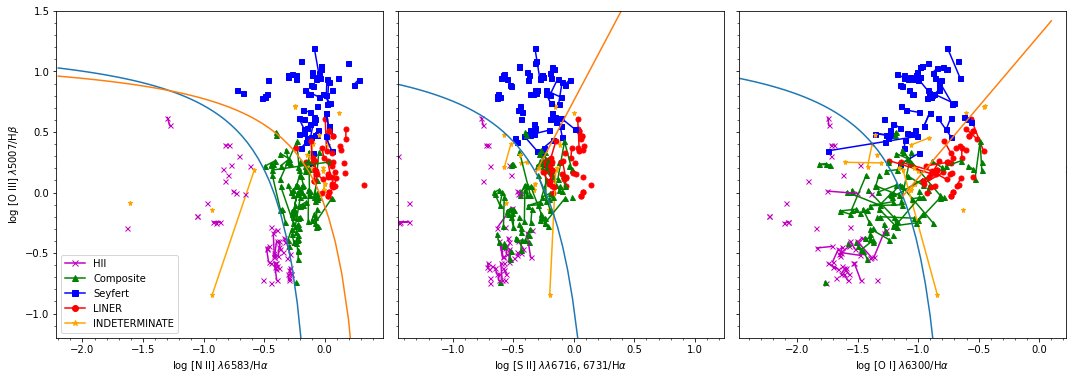 1.5
1.0
0.5
0.0
−0.5
−1.0
log [O III] λ5007/Hβ
HII
Composite
Seyfert
LINER
INDETERMINATE
−2.0 −1.5 −1.0 −0.5 0.0
log [N II] λ6583/Hα
−1.0 −0.5 0.0 0.5 1.0
log [S II] λλ6716, 6731/Hα
−2.0 −1.5 −1.0 −0.5 0.0
log [O I] λ6300/Hα